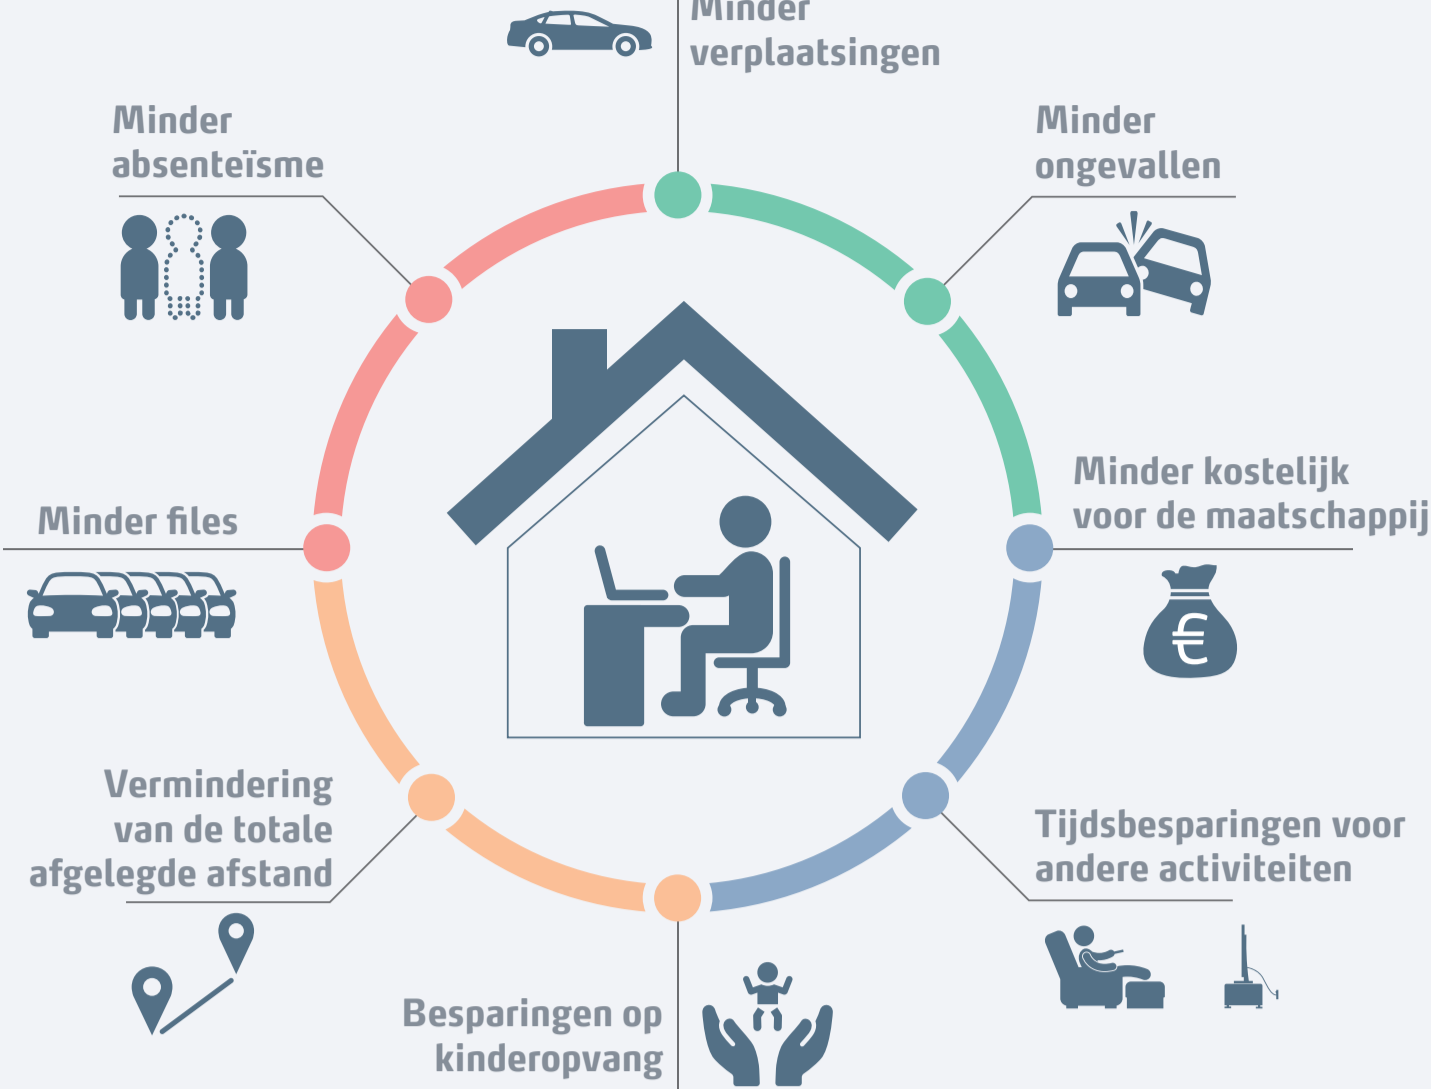 Minder
verplaatsingen
Minder
ongevallen
Minder kostelijk
voor de maatschappij
€
Tijdsbesparingen voor
andere activiteiten
Besparingen op
kinderopvang
Vermindering
van de totale
afgelegde afstand
Minder files
Minder
absenteïsme